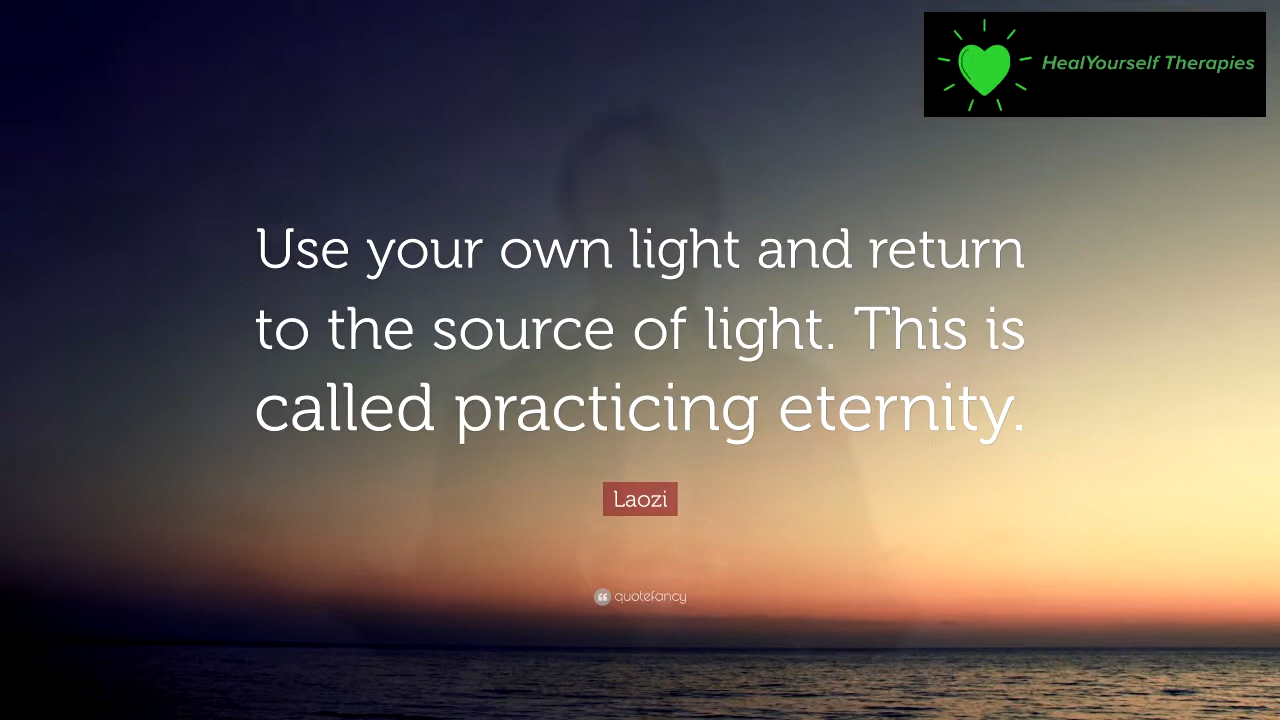 HealYourself Therapies
Use your own light and return
to the source of light. This is
called practicing eternity.
Laozi
quotefancy